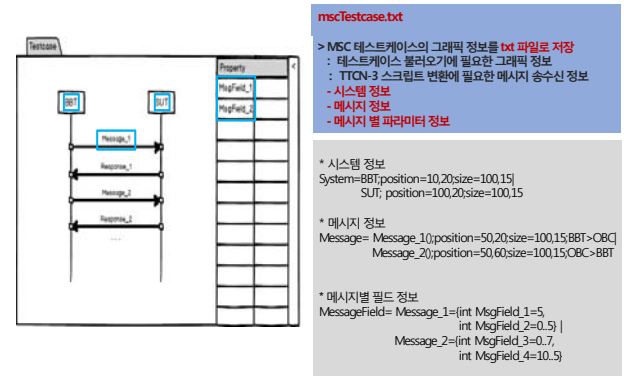 Testcase
BBT
SUT
Message_1
Response_1
Message_2
Response_2
...
Property
<
MsgField_1
MsgField_2
mscTestcase.txt
> MSC 테스트케이스의 그래픽 정보를 txt 파일로 저장
: 테스트케이스 불러오기에 필요한 그래픽 정보
: TTCN-3 스크립트 변환에 필요한 메시지 송수신 정보
- 시스템 정보
- 메시지 정보
- 메시지 별 파라미터 정보
* 시스템 정보
System=BBT;position=10,20;size=100,15|
SUT; position=100,20;size=100,15
* 메시지 정보
Message= Message_1();position=50,20;size=100,15;BBT>OBC|
Message_2();position=50,60;size=100,15;OBC>BBT
* 메시지별 필드 정보
MessageField= Message_1={int MsgField_1=5,
int MsgField_2=0..5} |
Message_2={int MsgField_3=0..7,
int MsgField_4=10..5}